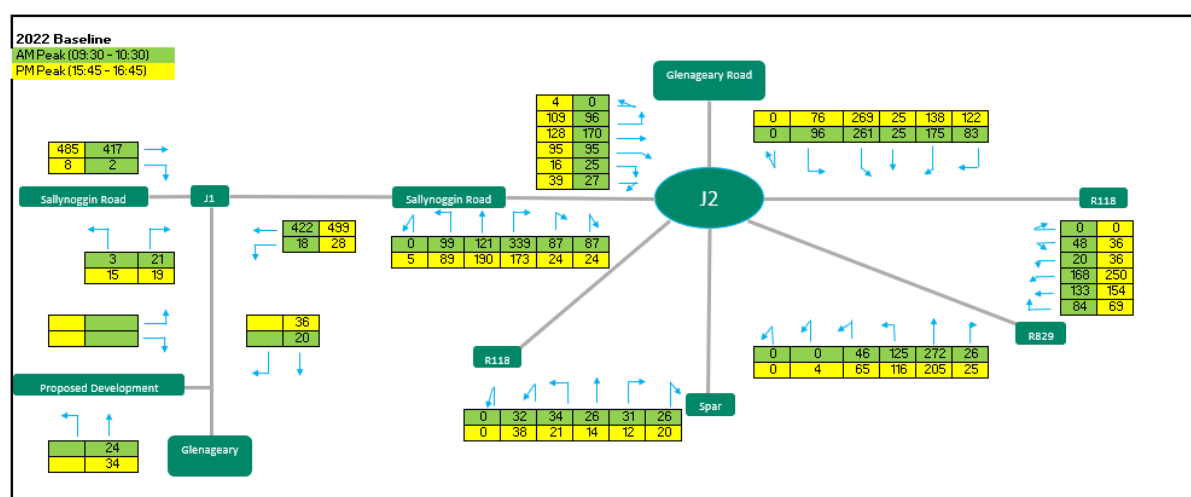 2022 Baseline
AM Peak (09:30 - 10:30)
PM Peak (15:45 - 16:45)
Glenageary Road
4 0
109 96
128 170
95 95
16 25
39 27
0 76 269 25 138 122
0 96 261 25 175 83
485 417
8 2
Sallynoggin Road
J1
Sallynoggin Road
J2
R118
422 499
18 28
0 99 121 339 87 87
5 89 190 173 24 24
0 0
48 36
20 36
168 250
133 154
84 69
3 21
15 19
36
20
R118
R829
0 0 46 125 272 26
0 4 65 116 205 25
Proposed Development
Spar
0 32 34 26 31 26
0 38 21 14 12 20
24
34
Glenageary